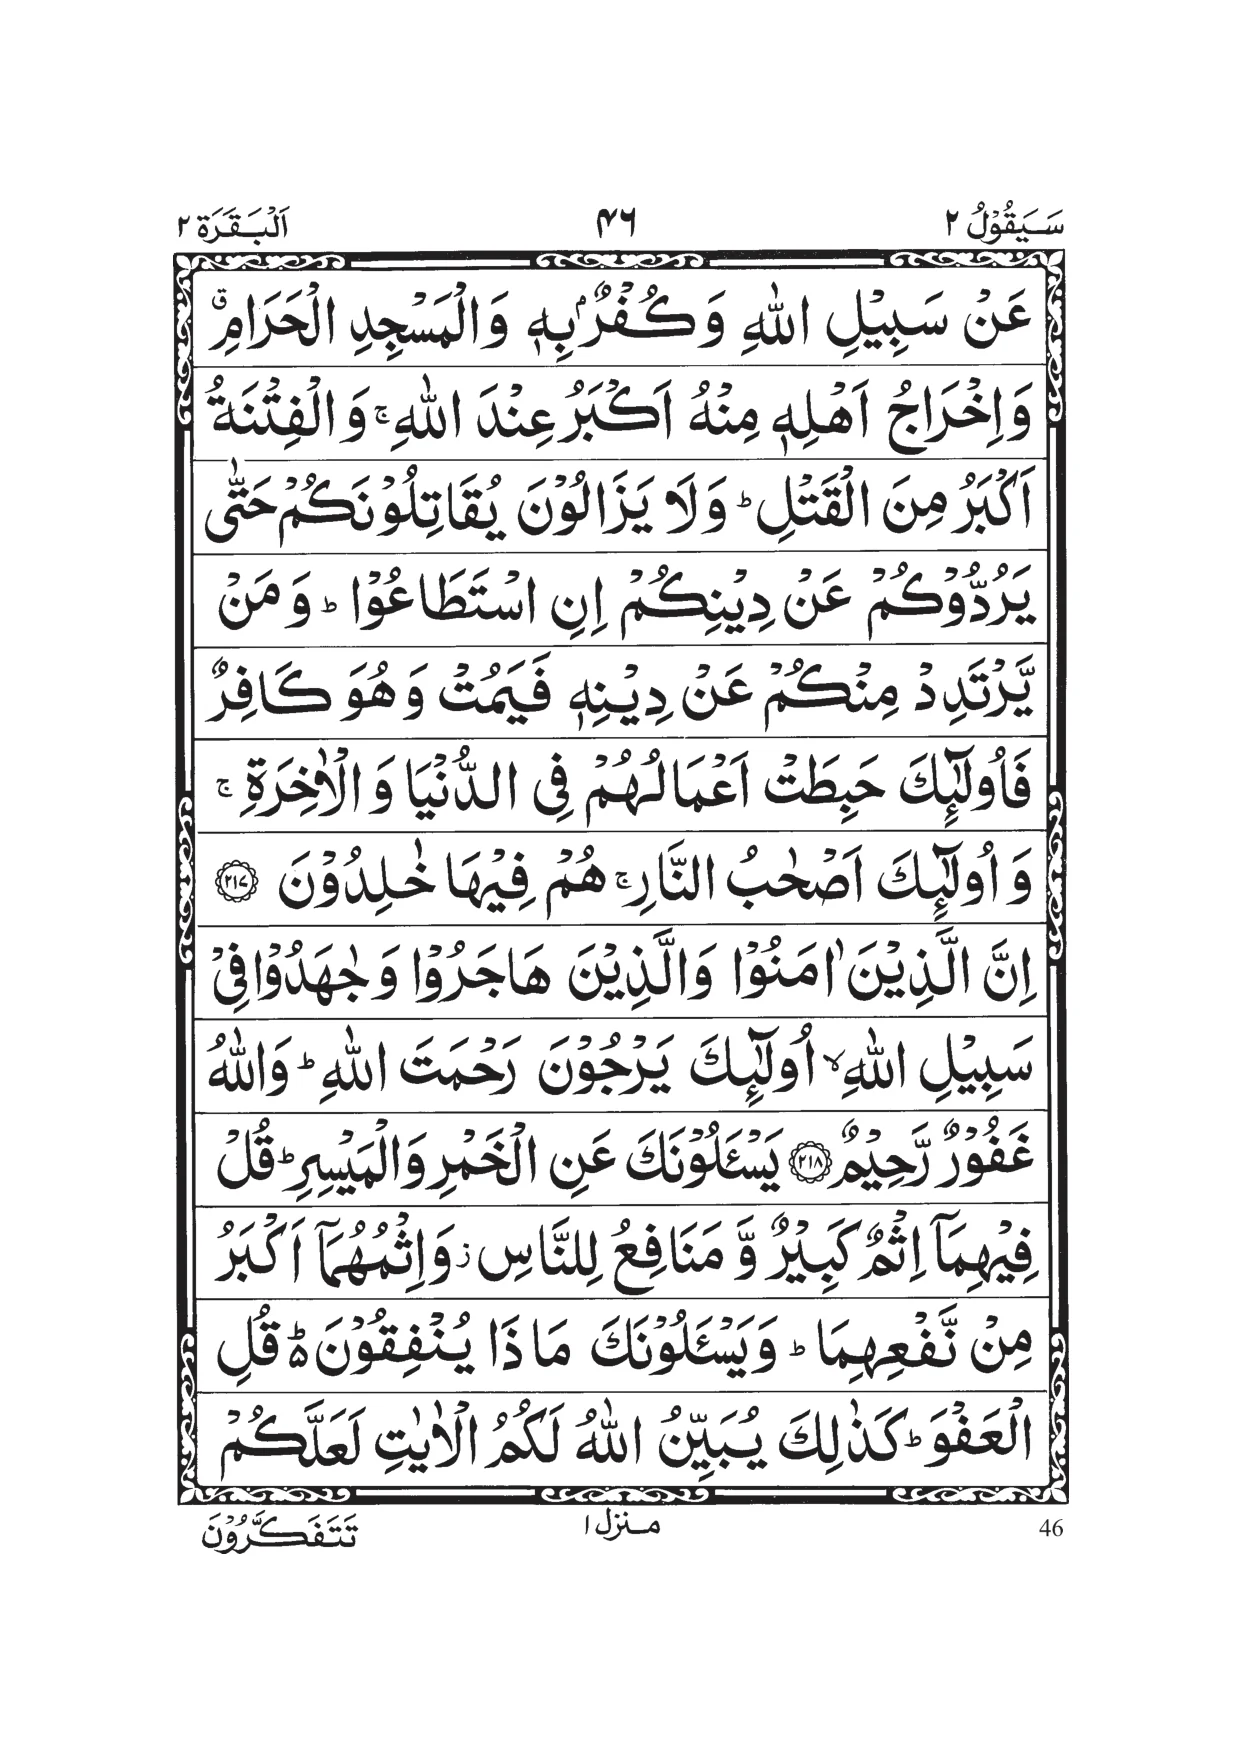 سَيَقُوْلُ ٢
۴۶
اَلْبَقَرَة ٢
عَنْ سَبِيْلِ اللّٰهِ وَكُفْرٌۢ بِهٖ وَالْمَسْجِدِ الْحَرَامِ ۗ
وَاِخْرَاجُ اَهْلِهٖ مِنْهُ اَكْبَرُ عِنْدَ اللّٰهِ ۚ وَالْفِتْنَةُ
اَكْبَرُ مِنَ الْقَتْلِ ؕ وَلَا يَزَالُوْنَ يُقَاتِلُوْنَكُمْ حَتّٰى
يَرُدُّوْكُمْ عَنْ دِيْنِكُمْ اِنِ اسْتَطَاعُوْا ؕ وَمَنْ
يَّرْتَدِدْ مِنْكُمْ عَنْ دِيْنِهٖ فَيَمُتْ وَهُوَ كَافِرٌ
فَاُولٰٓئِكَ حَبِطَتْ اَعْمَالُهُمْ فِى الدُّنْيَا وَ الْاٰخِرَةِ ۚ
وَ اُولٰٓئِكَ اَصْحٰبُ النَّارِ ۚ هُمْ فِيْهَا خٰلِدُوْنَ ﴿٢١٧﴾
اِنَّ الَّذِيْنَ اٰمَنُوْا وَالَّذِيْنَ هَاجَرُوْا وَجٰهَدُوْا فِىْ
سَبِيْلِ اللّٰهِ ۙ اُولٰٓئِكَ يَرْجُوْنَ رَحْمَتَ اللّٰهِ ؕ وَاللّٰهُ
غَفُوْرٌ رَّحِيْمٌ ﴿٢١٨﴾ يَسْـَٔلُوْنَكَ عَنِ الْخَمْرِ وَالْمَيْسِرِ ؕ قُلْ
فِيْهِمَآ اِثْمٌ كَبِيْرٌ وَّ مَنَافِعُ لِلنَّاسِ ز وَاِثْمُهُمَآ اَكْبَرُ
مِنْ نَّفْعِهِمَا ؕ وَيَسْـَٔلُوْنَكَ مَاذَا يُنْفِقُوْنَ ۵ؕ قُلِ
الْعَفْوَ ؕ كَذٰلِكَ يُبَيِّنُ اللّٰهُ لَكُمُ الْاٰيٰتِ لَعَلَّكُمْ
46
منزل ١
تَتَفَكَّرُوْنَ